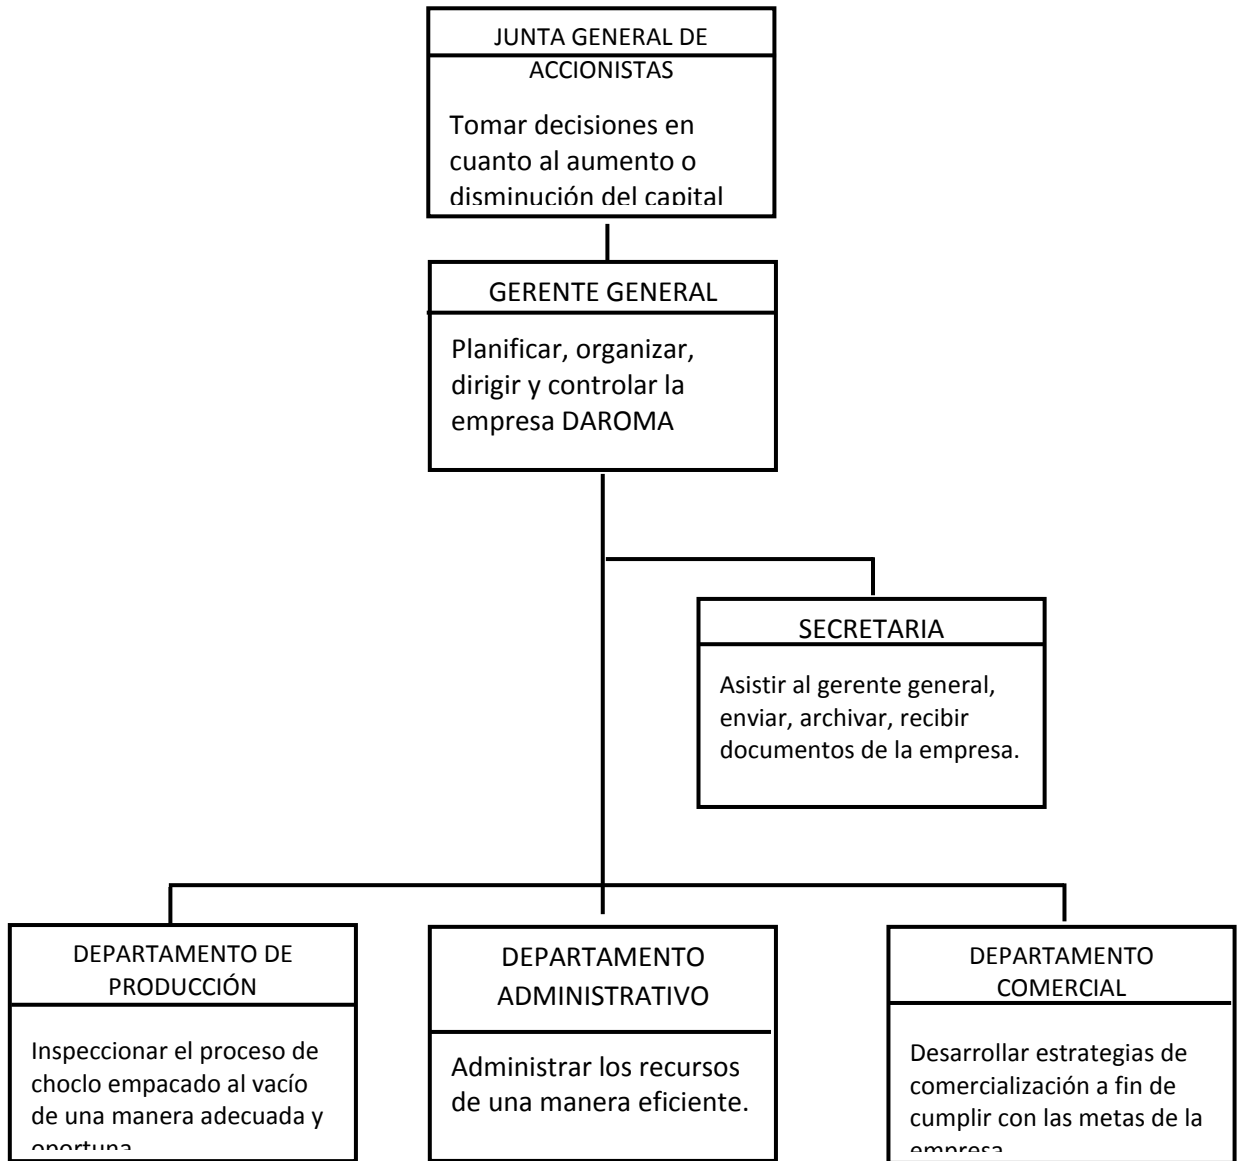 JUNTA GENERAL DE
ACCIONISTAS
Tomar decisiones en
cuanto al aumento o
disminución del capital
GERENTE GENERAL
Planificar, organizar,
dirigir y controlar la
empresa DAROMA
SECRETARIA
Asistir al gerente general,
enviar, archivar, recibir
documentos de la empresa.
DEPARTAMENTO DE
PRODUCCIÓN
Inspeccionar el proceso de
choclo empacado al vacío
de una manera adecuada y
oportuna
DEPARTAMENTO
ADMINISTRATIVO
Administrar los recursos
de una manera eficiente.
DEPARTAMENTO
COMERCIAL
Desarrollar estrategias de
comercialización a fin de
cumplir con las metas de la
empresa